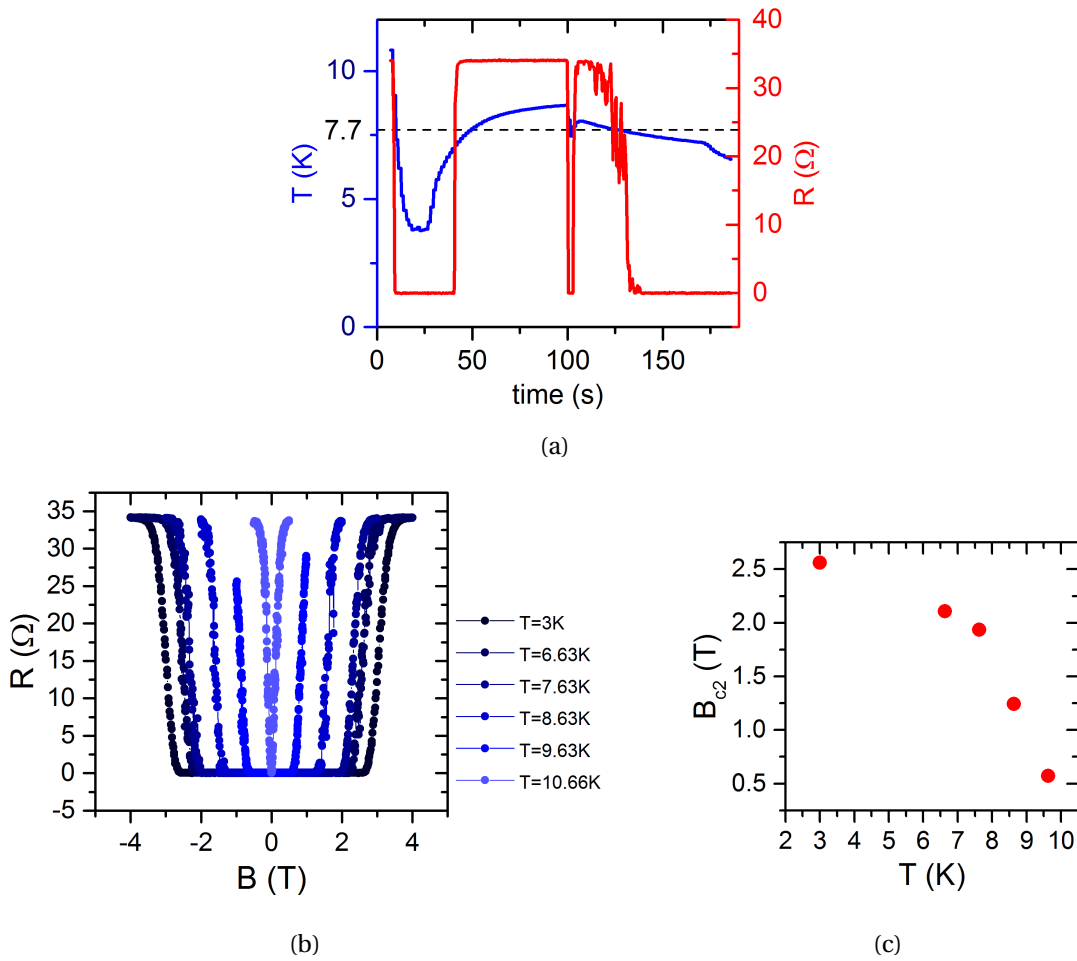 T (K)
10
7.7
5
0
0 50 100 150
time (s)
40
30
20
10
0
R (Ω)
(a)
R (Ω)
35
30
25
20
15
10
5
0
-5
-4 -2 0 2 4
B (T)
T=3K
T=6.63K
T=7.63K
T=8.63K
T=9.63K
T=10.66K
(b)
B_c2 (T)
2.5
2.0
1.5
1.0
0.5
2 3 4 5 6 7 8 9 10
T (K)
(c)